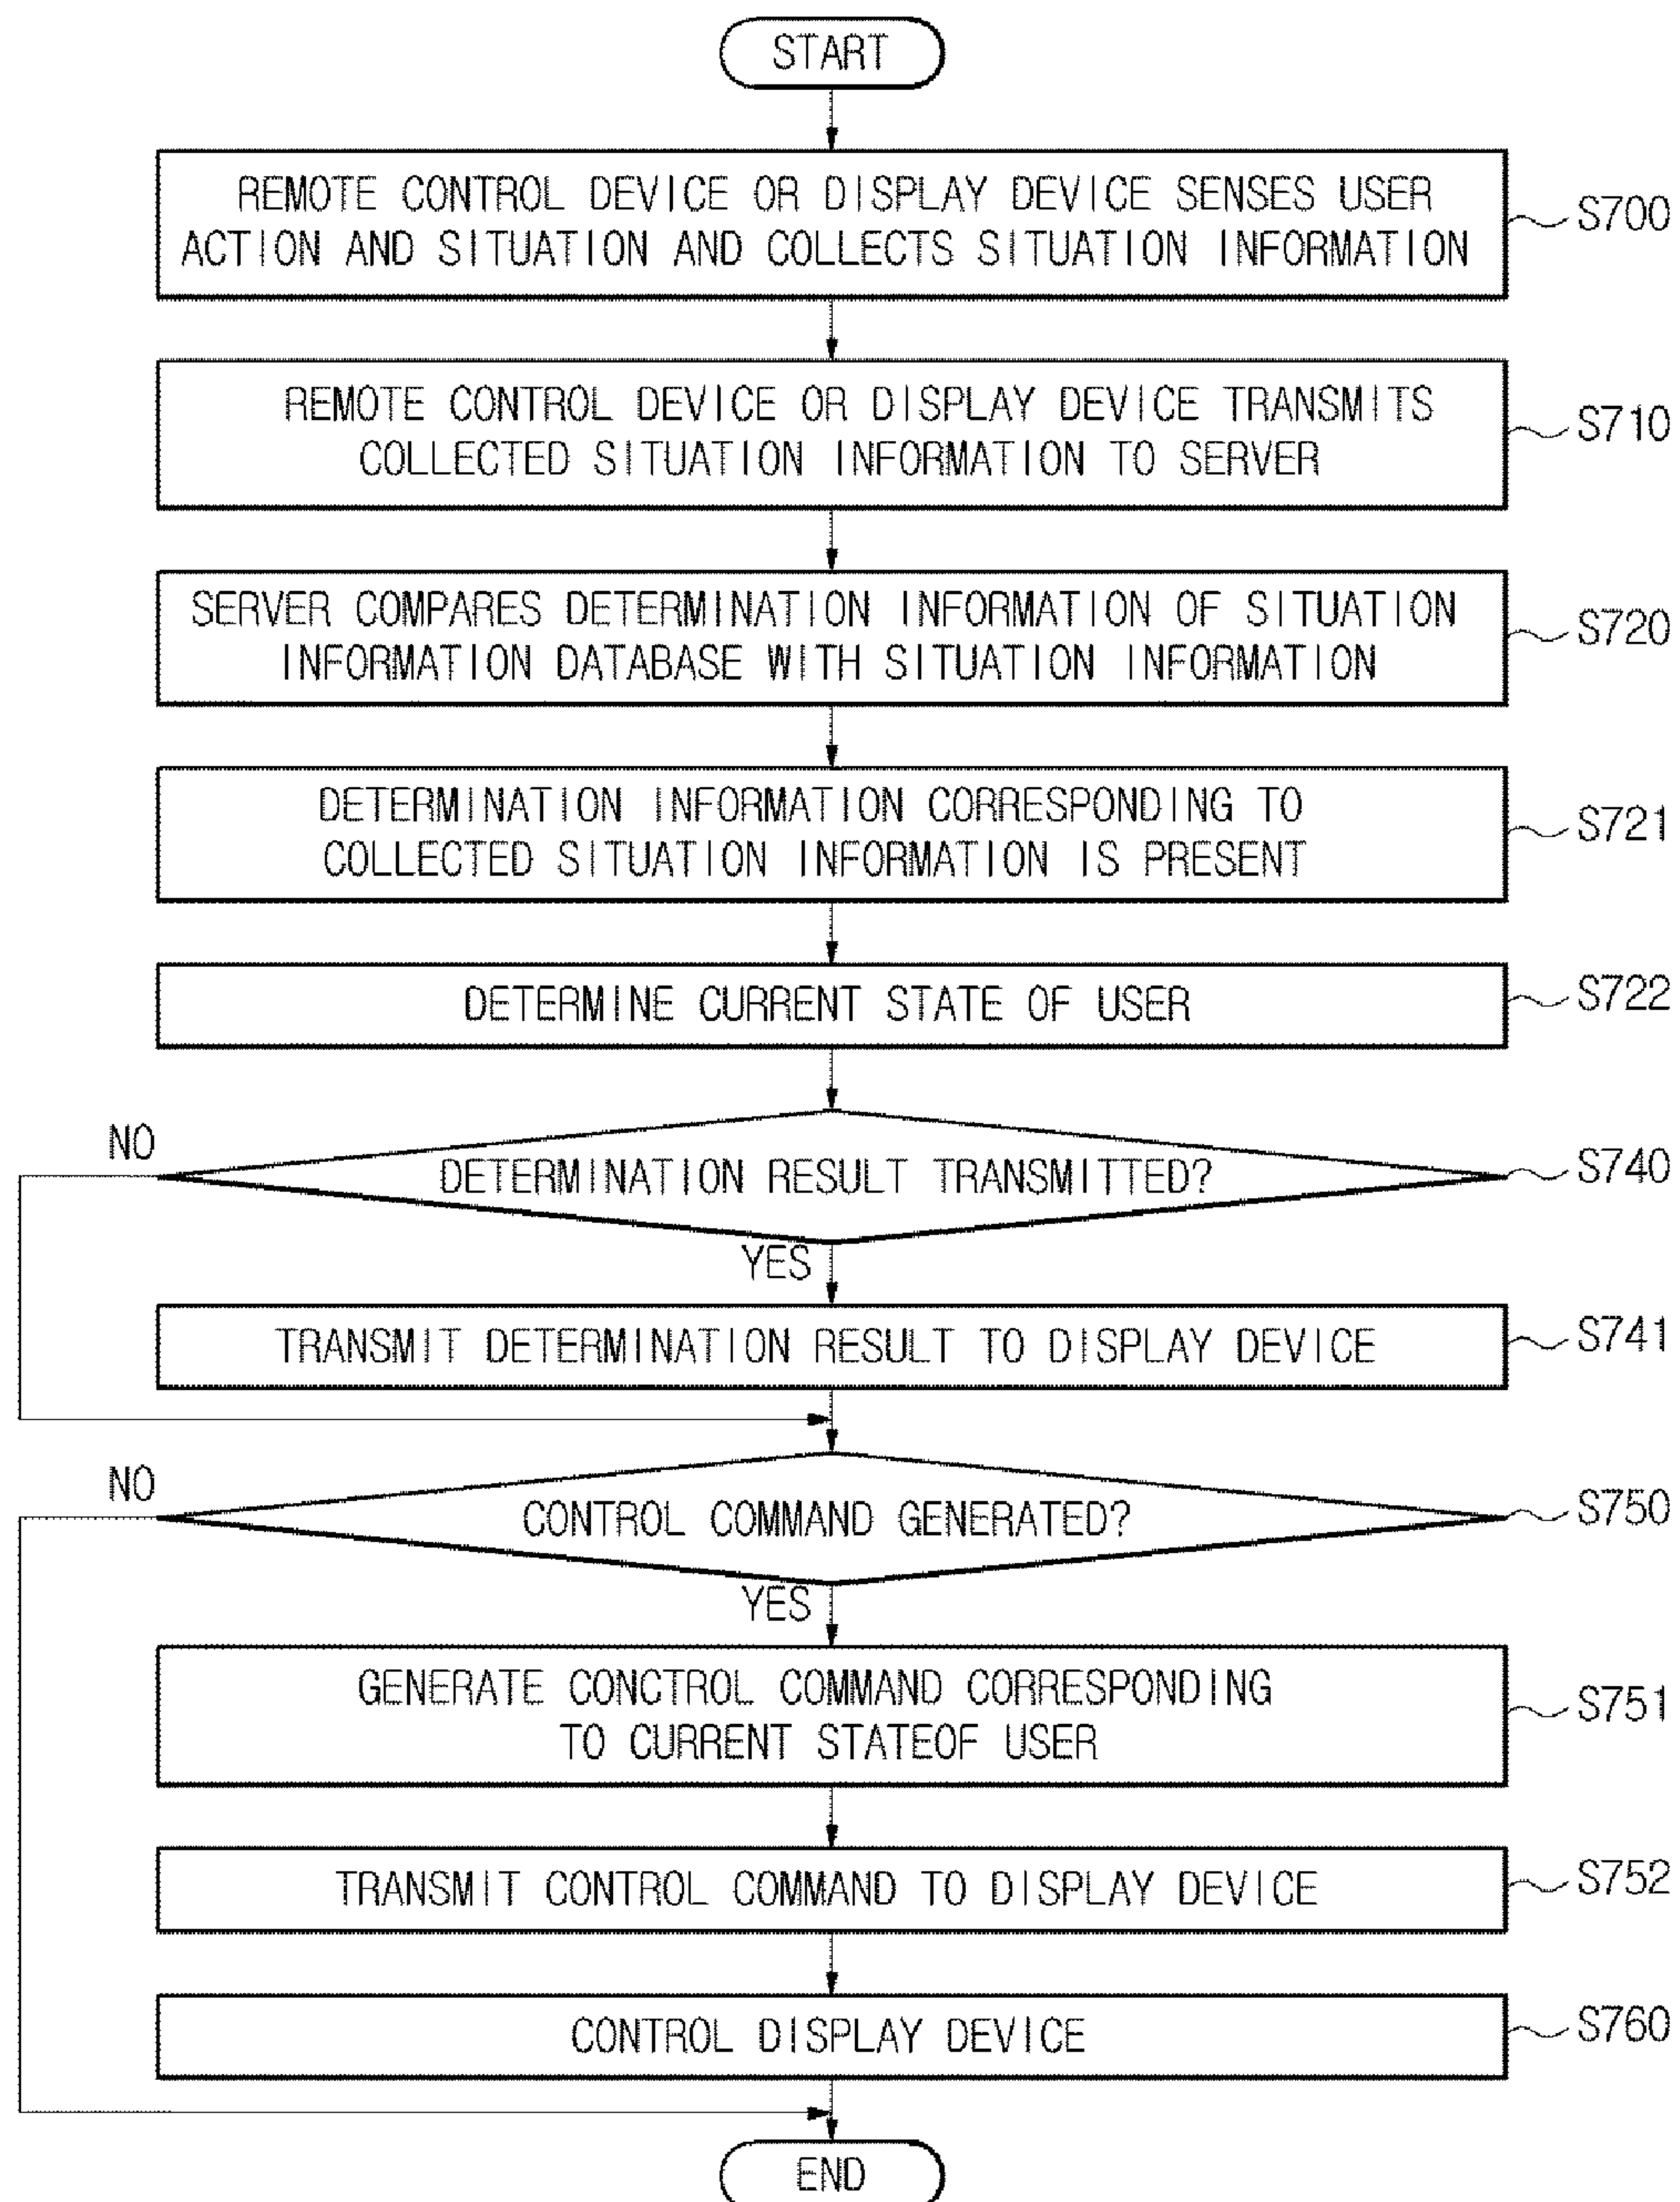 START
REMOTE CONTROL DEVICE OR DISPLAY DEVICE SENSES USER
ACTION AND SITUATION AND COLLECTS SITUATION INFORMATION
S700
REMOTE CONTROL DEVICE OR DISPLAY DEVICE TRANSMITS
COLLECTED SITUATION INFORMATION TO SERVER
S710
SERVER COMPARES DETERMINATION INFORMATION OF SITUATION
INFORMATION DATABASE WITH SITUATION INFORMATION
S720
DETERMINATION INFORMATION CORRESPONDING TO
COLLECTED SITUATION INFORMATION IS PRESENT
S721
DETERMINE CURRENT STATE OF USER
S722
NO
DETERMINATION RESULT TRANSMITTED?
S740
YES
TRANSMIT DETERMINATION RESULT TO DISPLAY DEVICE
S741
NO
CONTROL COMMAND GENERATED?
S750
YES
GENERATE CONCTROL COMMAND CORRESPONDING
TO CURRENT STATEOF USER
S751
TRANSMIT CONTROL COMMAND TO DISPLAY DEVICE
S752
CONTROL DISPLAY DEVICE
S760
END